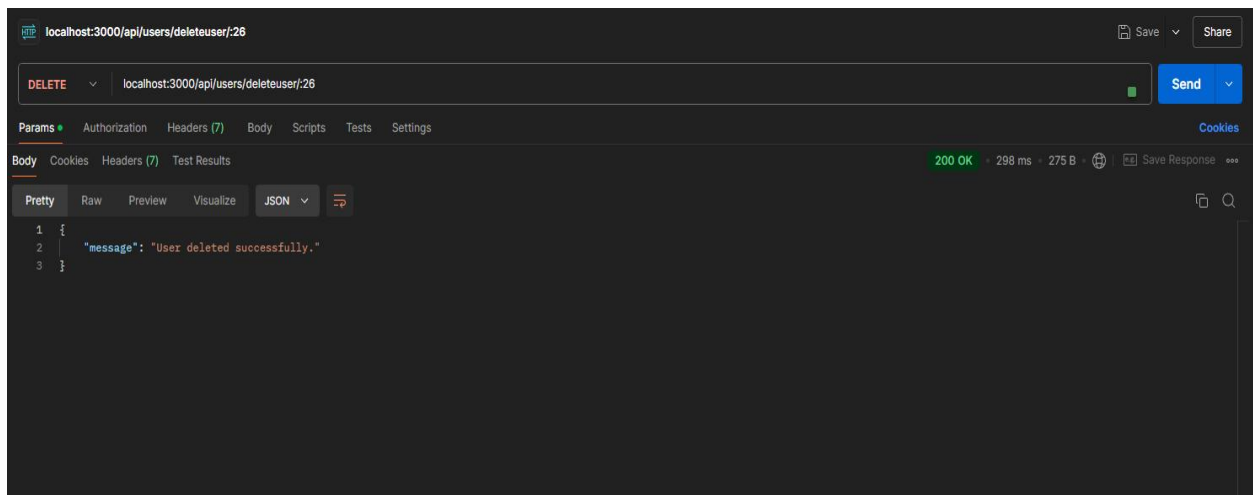 HTTP localhost:3000/api/users/deleteuser/:26 Save Share
DELETE localhost:3000/api/users/deleteuser/:26 Send
Params Authorization Headers (7) Body Scripts Tests Settings Cookies
Body Cookies Headers (7) Test Results 200 OK 298 ms 275 B Save Response
Pretty Raw Preview Visualize JSON
1 {
2 "message": "User deleted successfully."
3 }